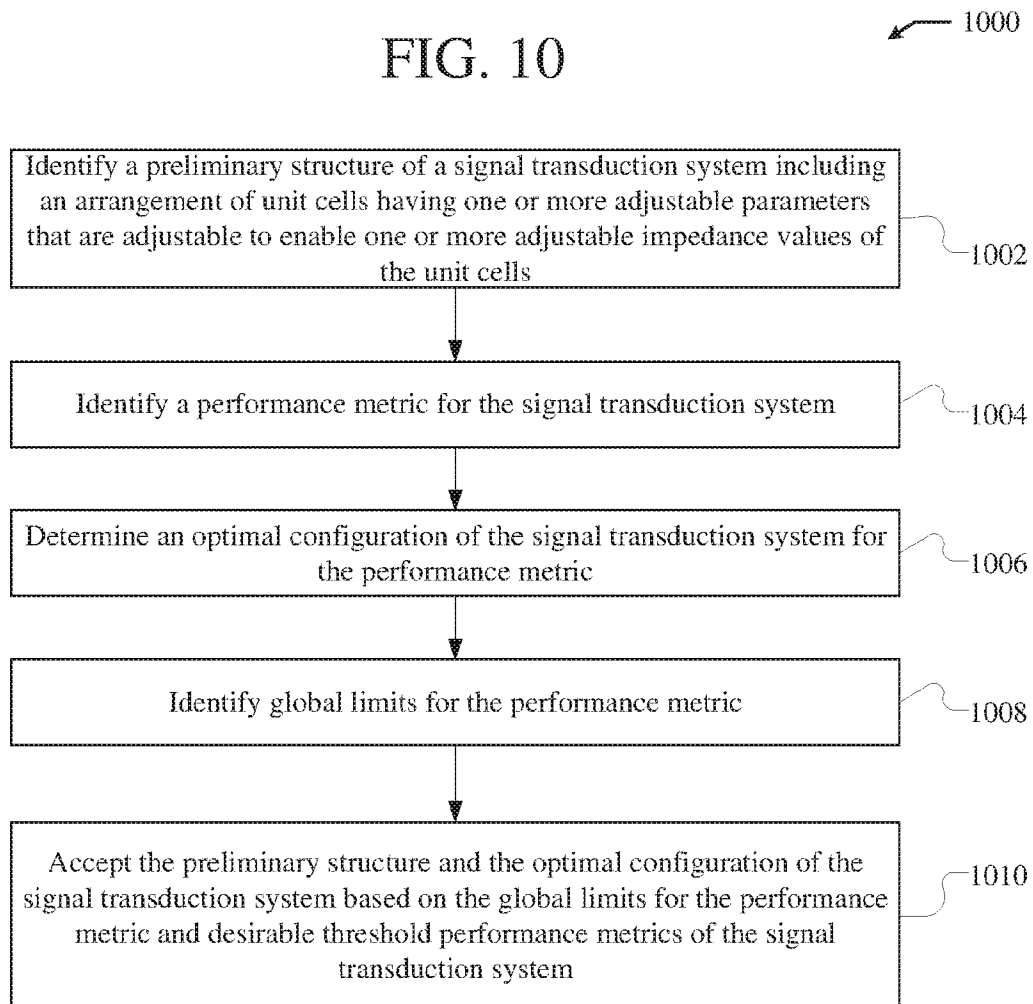 1000
FIG. 10
Identify a preliminary structure of a signal transduction system including
an arrangement of unit cells having one or more adjustable parameters
that are adjustable to enable one or more adjustable impedance values of
the unit cells
1002
Identify a performance metric for the signal transduction system
1004
Determine an optimal configuration of the signal transduction system for
the performance metric
1006
Identify global limits for the performance metric
1008
Accept the preliminary structure and the optimal configuration of the
signal transduction system based on the global limits for the performance
metric and desirable threshold performance metrics of the signal
transduction system
1010